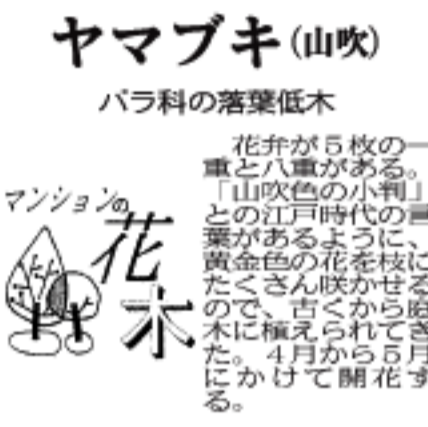 ヤマブキ(山吹)
バラ科の落葉低木
マンションの
花木
花弁が5枚の一
重と八重がある。
「山吹色の小判」
との江戸時代の言
葉があるように、
黄金色の花を枝に
たくさん咲かせる
ので、古くから庭
木に植えられてき
た。4月から5月
にかけて開花す
る。